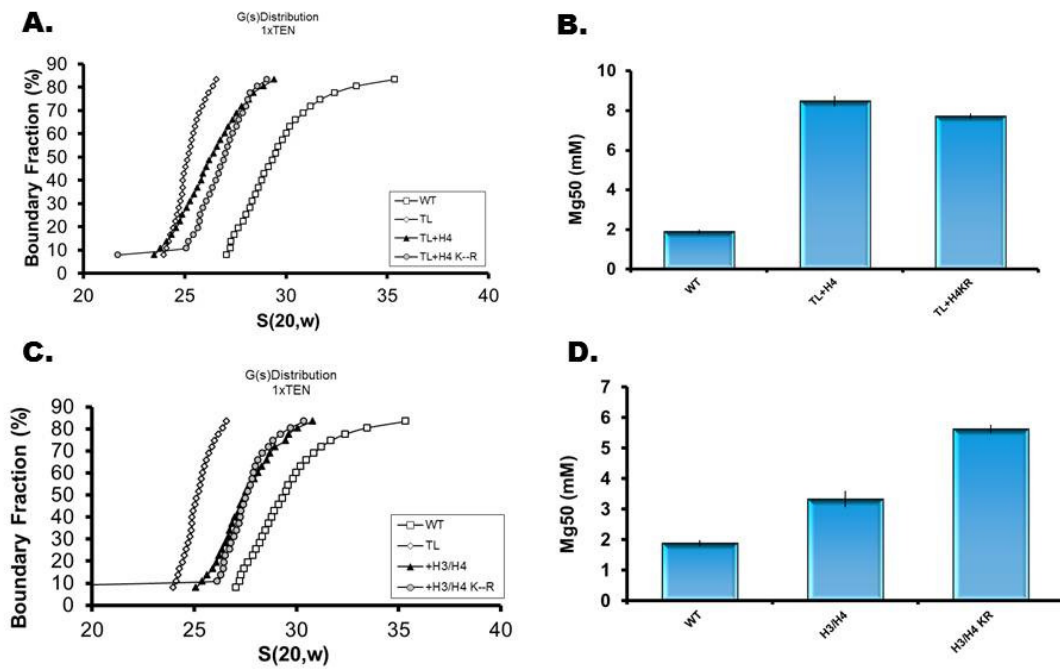 A.
G(s)Distribution
1xTEN
Boundary Fraction (%)
90
80
70
60
50
40
30
20
10
0
20 25 30 35 40
S(20,w)
WT
TL
TL+H4
TL+H4 K--R
B.
Mg50 (mM)
10
8
6
4
2
0
WT
TL+H4
TL+H4KR
C.
G(s)Distribution
1xTEN
Boundary Fraction (%)
90
80
70
60
50
40
30
20
10
0
20 25 30 35 40
S(20,w)
WT
TL
+H3/H4
+H3/H4 K--R
D.
Mg50 (mM)
7
6
5
4
3
2
1
0
WT
H3/H4
H3/H4 KR